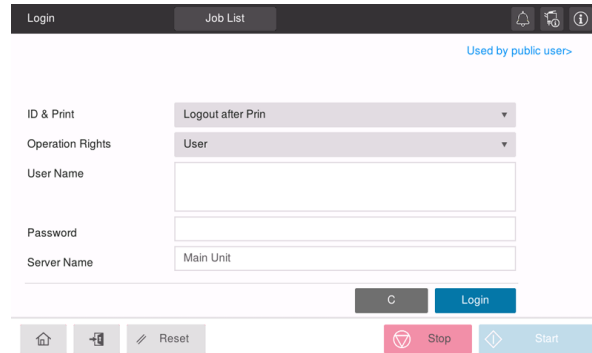 Login
Job List
Used by public user>
ID & Print
Logout after Prin
Operation Rights
User
User Name
Password
Server Name
Main Unit
C
Login
Reset
Stop
Start